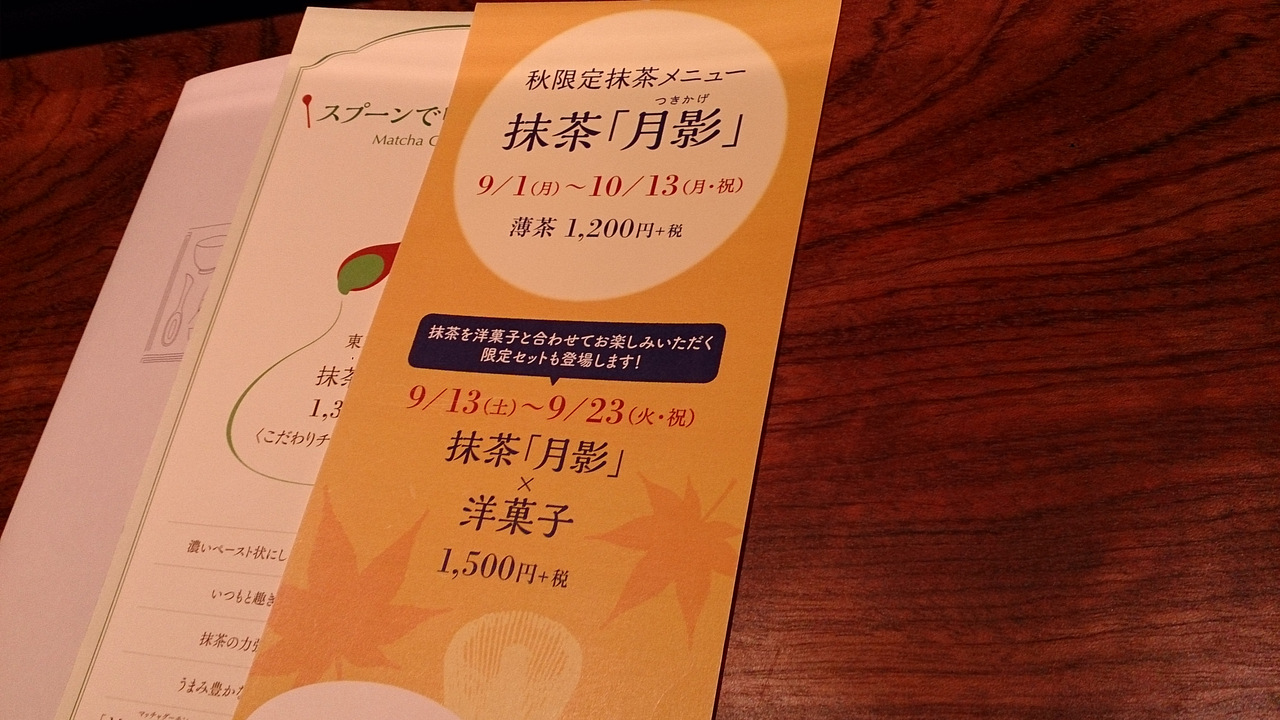 秋限定抹茶メニュー
つきかげ
抹茶「月影」
9/1(月)～10/13(月・祝)
薄茶 1,200円+税
抹茶を洋菓子と合わせてお楽しみいただく
限定セットも登場します!
9/13(土)～9/23(火・祝)
抹茶「月影」
×
洋菓子
1,500円+税
スプーンで
Matcha
東
抹茶
1,3
〈こだわりチ
濃いペースト状にし
いつもと趣き
抹茶の力強
うまみ豊かな